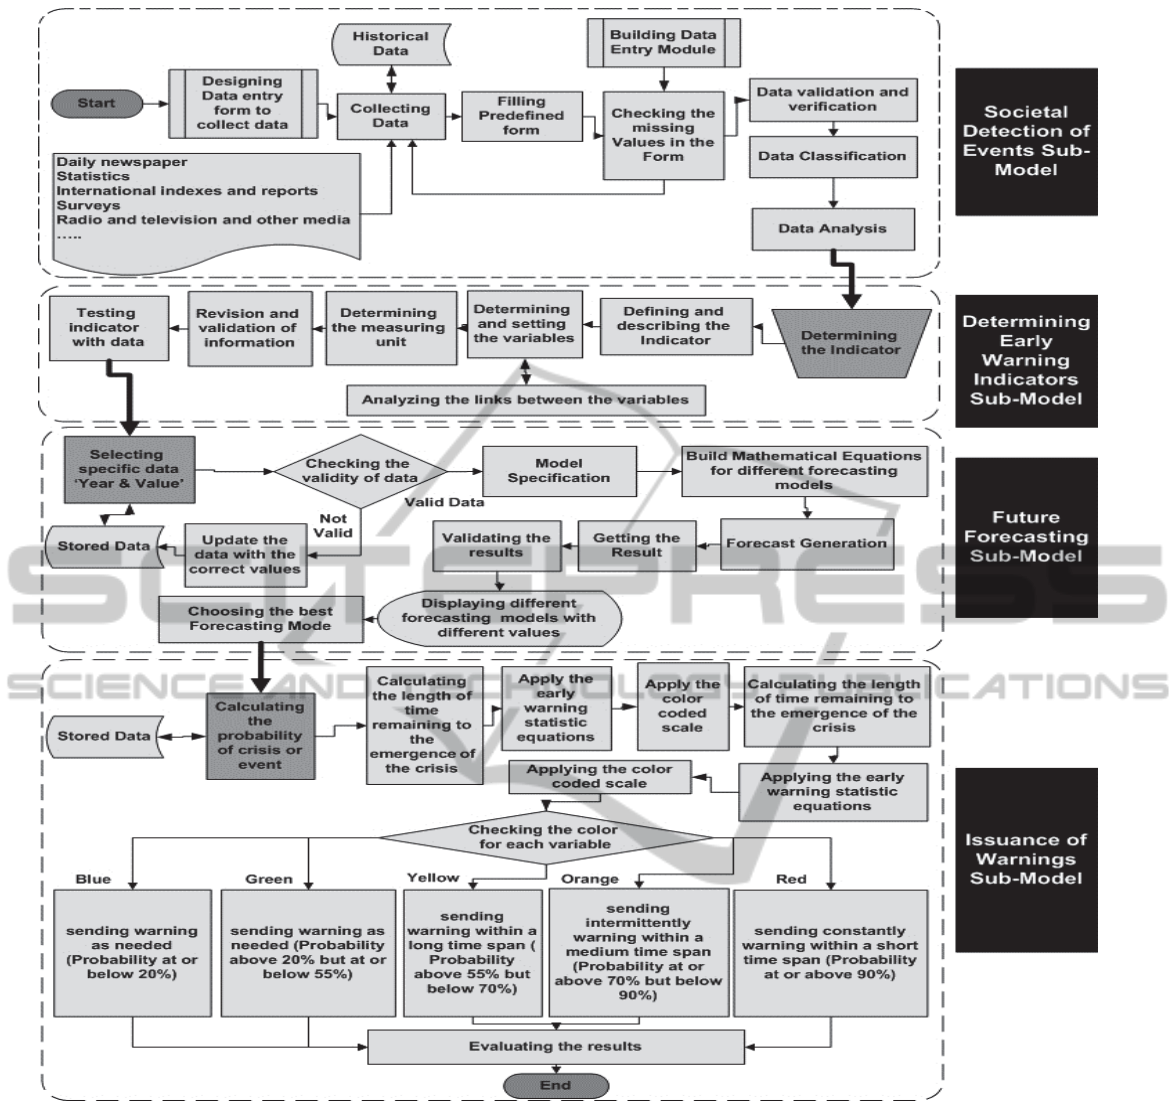 Historical
Data
Building Data
Entry Module
Start
Designing
Data entry
form to
collect data
Collecting
Data
Filling
Predefined
form
Checking the
missing
Values in the
Form
Data validation and
verification
Data Classification
Data Analysis
Daily newspaper
Statistics
International indexes and reports
Surveys
Radio and television and other media
…..
Societal
Detection of
Events Sub-
Model
Testing
indicator
with data
Revision and
validation of
information
Determining
the measuring
unit
Determining
and setting
the variables
Defining and
describing the
Indicator
Determining
the Indicator
Analyzing the links between the variables
Determining
Early
Warning
Indicators
Sub-Model
Selecting
specific data
‘Year & Value’
Checking the
validity of data
Valid Data
Not
Valid
Model
Specification
Build Mathematical Equations
for different forecasting
models
Stored Data
Update the
data with the
correct values
Validating the
results
Getting the
Result
Forecast Generation
Choosing the best
Forecasting Mode
Displaying different
forecasting models with
different values
Future
Forecasting
Sub-Model
SCITEPRESS
SCIENCE AND TECHNOLOGY PUBLICATIONS
Stored Data
Calculating
the
probability
of crisis or
event
Calculating
the length of
time
remaining to
the
emergence of
the crisis
Apply the
early
warning
statistic
equations
Apply the
color
coded
scale
Calculating the length
of time remaining to
the emergence of the
crisis
Applying the color
coded scale
Applying the early
warning statistic
equations
Checking the color
for each variable
Blue
Green
Yellow
Orange
Red
sending warning
as needed
(Probability at or
below 20%)
sending warning as
needed (Probability
above 20% but at or
below 55%)
sending
warning within a
long time span (
Probability
above 55% but
below 70%)
sending
intermittently
warning within a
medium time span
(Probability at or
above 70% but below
90%)
sending constantly
warning within a short
time span (Probability
at or above 90%)
Evaluating the results
End
Issuance of
Warnings
Sub-Model